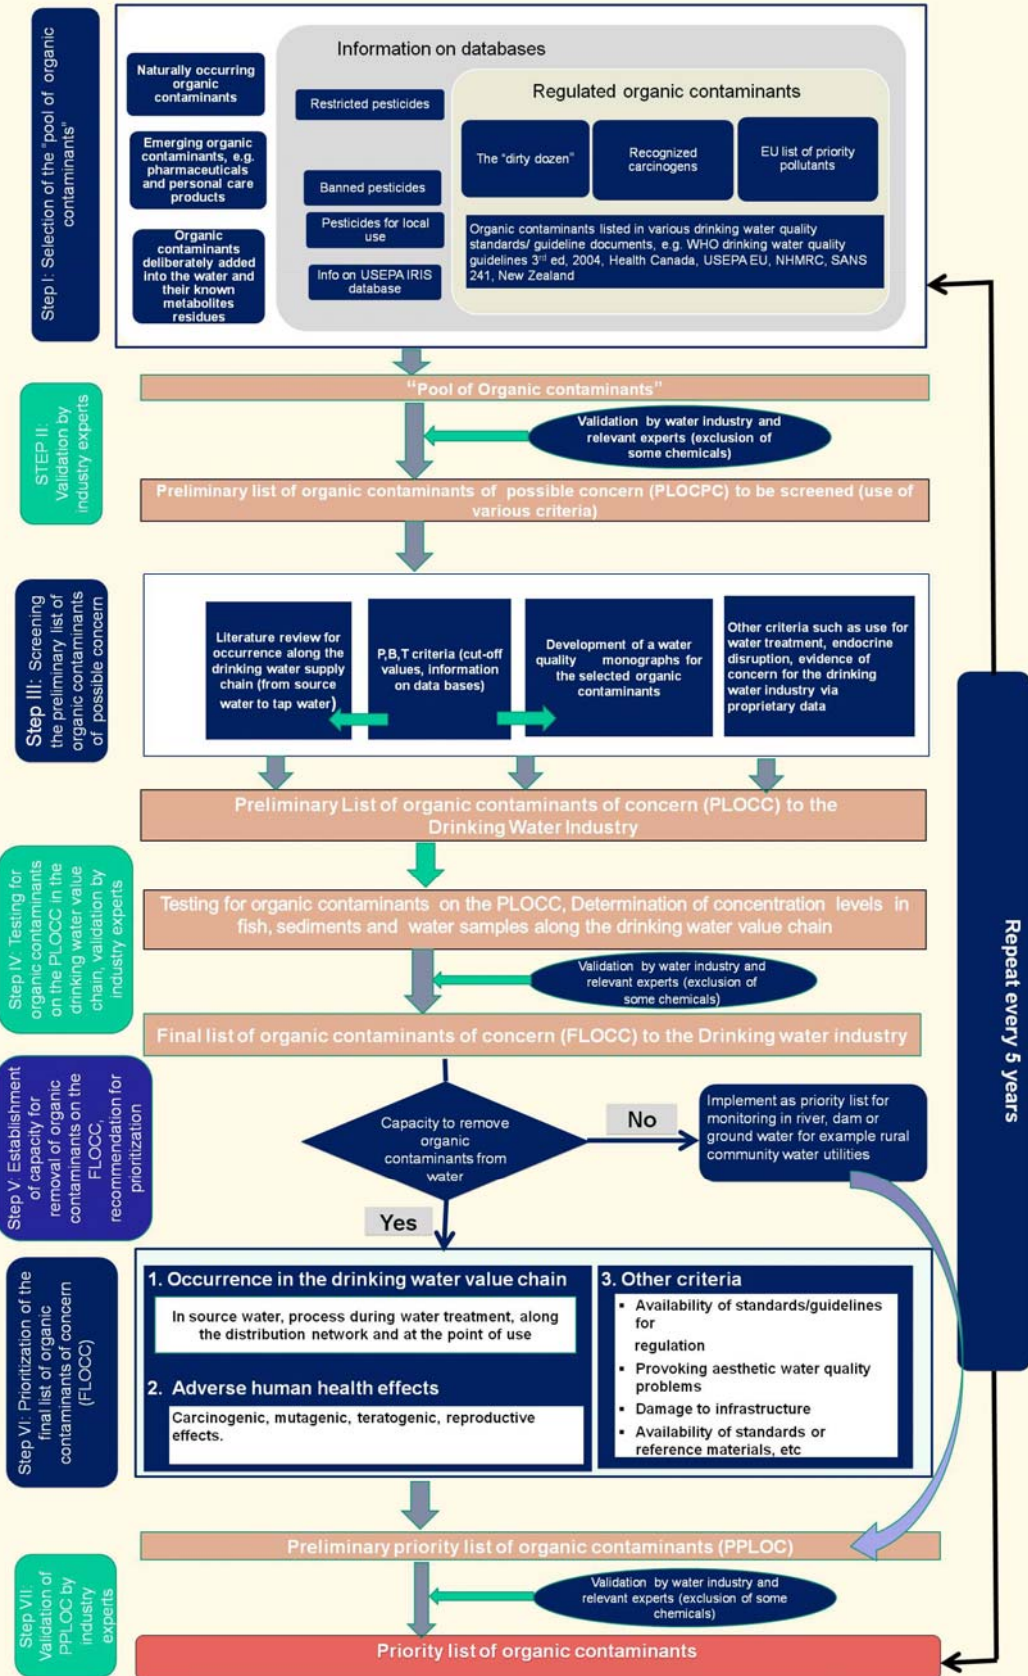 Step I: Selection of the "pool of organic
contaminants"
Naturally occurring
organic
contaminants
Emerging organic
contaminants, e.g.
pharmaceuticals
and personal care
products
Organic
contaminants
deliberately added
into the water and
their known
metabolites
residues
Information on databases
Restricted pesticides
Banned pesticides
Pesticides for local
use
Info on USEPA IRIS
database
Regulated organic contaminants
The "dirty dozen"
Recognized
carcinogens
EU list of priority
pollutants
Organic contaminants listed in various drinking water quality
standards/ guideline documents, e.g. WHO drinking water quality
guidelines 3rd ed, 2004, Health Canada, USEPA EU, NHMRC, SANS
241, New Zealand
"Pool of Organic contaminants"
STEP II:
Validation by
industry experts
Validation by water industry and
relevant experts (exclusion of
some chemicals)
Preliminary list of organic contaminants of possible concern (PLOCPC) to be screened (use of
various criteria)
Step III: Screening
the preliminary list of
organic contaminants
of possible concern
Literature review for
occurrence along the
drinking water supply
chain (from source
water to tap water)
P,B,T criteria (cut-off
values, information
on data bases)
Development of a water
quality monographs for
the selected organic
contaminants
Other criteria such as use for
water treatment, endocrine
disruption, evidence of
concern for the drinking
water industry via
proprietary data
Preliminary List of organic contaminants of concern (PLOCC) to the
Drinking Water Industry
Step IV: Testing for
organic contaminants
on the PLOCC in the
drinking water value
chain, validation by
industry experts
Testing for organic contaminants on the PLOCC, Determination of concentration levels in
fish, sediments and water samples along the drinking water value chain
Validation by water industry and
relevant experts (exclusion of
some chemicals)
Final list of organic contaminants of concern (FLOCC) to the Drinking water industry
Step V: Establishment
of capacity for
removal of organic
contaminants on the
FLOCC,
recommendation for
prioritization
Capacity to remove
organic
contaminants from
water
No
Implement as priority list for
monitoring in river, dam or
ground water for example rural
community water utilities
Yes
Step VI: Prioritization of the
final list of organic
contaminants of concern
(FLOCC)
1. Occurrence in the drinking water value chain
In source water, process during water treatment, along
the distribution network and at the point of use
2. Adverse human health effects
Carcinogenic, mutagenic, teratogenic, reproductive
effects.
3. Other criteria
▪ Availability of standards/guidelines
for
regulation
▪ Provoking aesthetic water quality
problems
▪ Damage to infrastructure
▪ Availability of standards or
reference materials, etc
Preliminary priority list of organic contaminants (PPLOC)
Step VII:
Validation of
PPLOC by
industry
experts
Validation by water industry and
relevant experts (exclusion of some
chemicals)
Priority list of organic contaminants
Repeat every 5 years